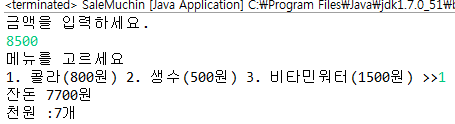 <terminated> SaleMuchin [Java Application] C:\Program Files\Java\jdk1.7.0_51\b
금액을 입력하세요.
8500
메뉴를 고르세요
1. 콜라(800원) 2. 생수(500원) 3. 비타민워터(1500원) >>1
잔돈 7700원
천원 :7개